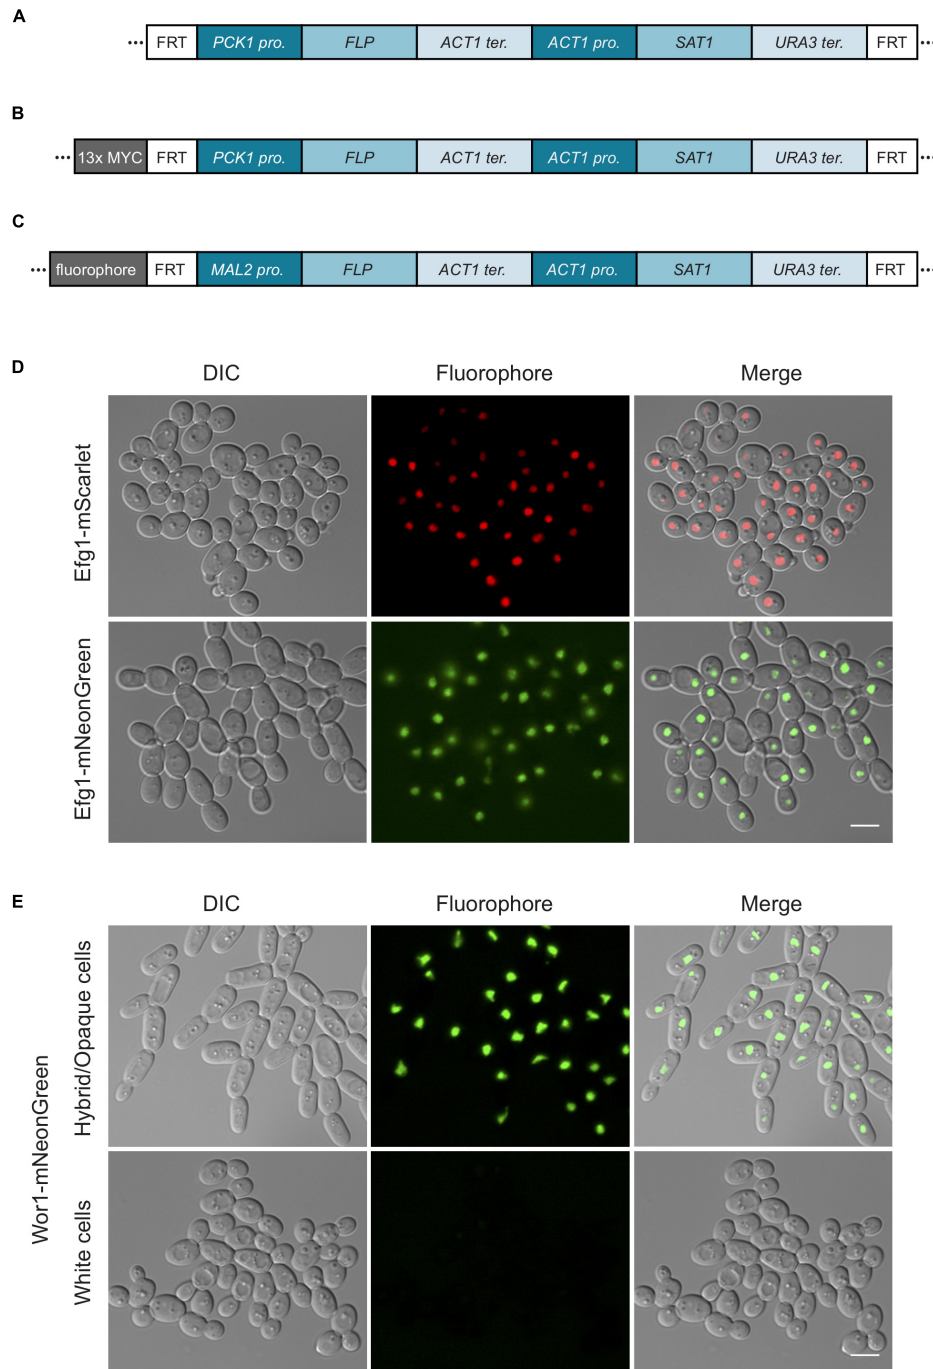 A
... FRT PCK1 pro. FLP ACT1 ter. ACT1 pro. SAT1 URA3 ter. FRT ...
B
... 13x MYC FRT PCK1 pro. FLP ACT1 ter. ACT1 pro. SAT1 URA3 ter. FRT ...
C
... fluorophore FRT MAL2 pro. FLP ACT1 ter. ACT1 pro. SAT1 URA3 ter. FRT ...
D
DIC Fluorophore Merge
Efg1-mScarlet
Efg1-mNeonGreen
E
DIC Fluorophore Merge
Wor1-mNeonGreen
Hybrid/Opaque cells
White cells